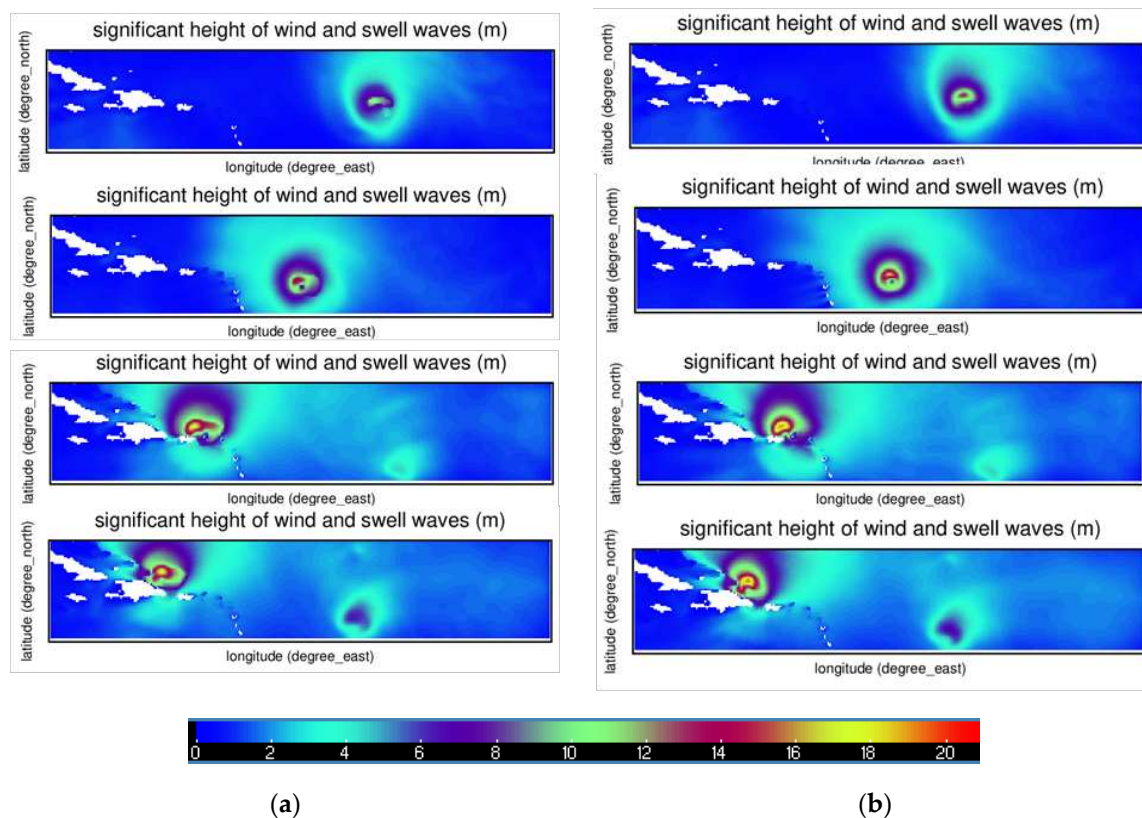 significant height of wind and swell waves (m)
latitude (degree_north)
longitude (degree_east)
significant height of wind and swell waves (m)
latitude (degree_north)
longitude (degree_east)
significant height of wind and swell waves (m)
latitude (degree_north)
longitude (degree_east)
significant height of wind and swell waves (m)
latitude (degree_north)
longitude (degree_east)
significant height of wind and swell waves (m)
atitude (degree_north)
longitude (degree_east)
significant height of wind and swell waves (m)
latitude (degree_north)
longitude (degree_east)
significant height of wind and swell waves (m)
latitude (degree_north)
longitude (degree_east)
significant height of wind and swell waves (m)
latitude (degree_north)
longitude (degree_east)
0 2 4 6 8 10 12 14 16 18 20
(a)
(b)